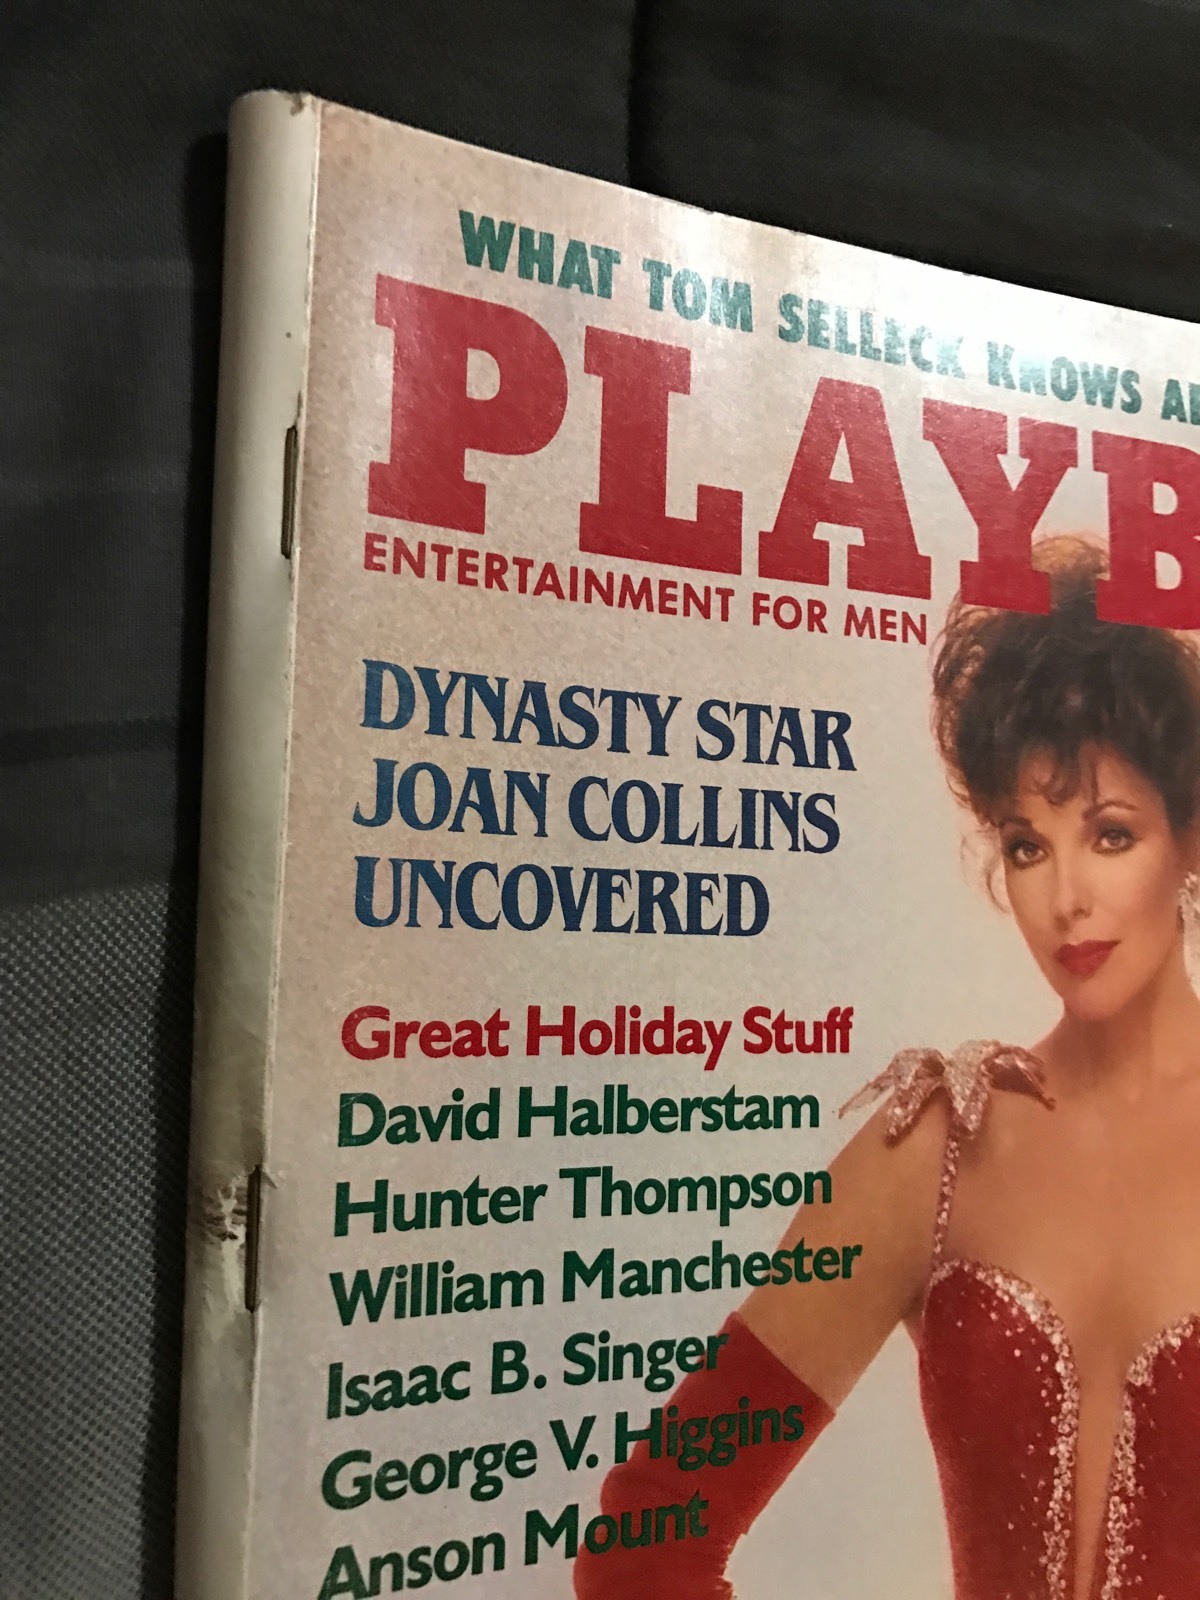 WHAT TOM SELLECK KNOWS
PLAYB
ENTERTAINMENT FOR MEN
DYNASTY STAR
JOAN COLLINS
UNCOVERED
Great Holiday Stuff
David Halberstam
Hunter Thompson
William Manchester
Isaac B. Singer
George V. Higgins
Anson Mount